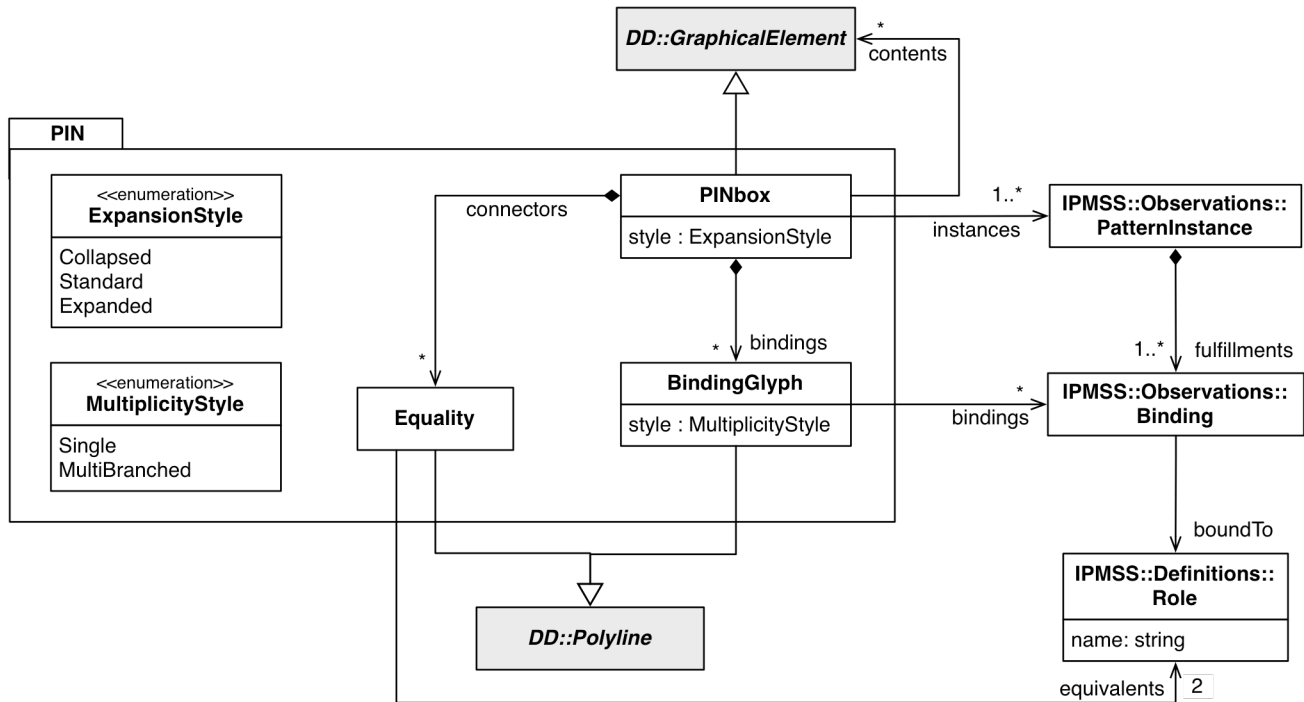 DD::GraphicalElement
*
contents
PIN
<<enumeration>>
ExpansionStyle
Collapsed
Standard
Expanded
connectors
PINbox
style : ExpansionStyle
1..*
instances
IPMSS::Observations::
PatternInstance
<<enumeration>>
MultiplicityStyle
Single
MultiBranched
*
Equality
*
bindings
BindingGlyph
style : MultiplicityStyle
*
bindings
1..*
fulfillments
IPMSS::Observations::
Binding
boundTo
IPMSS::Definitions::
Role
name: string
DD::Polyline
equivalents
2